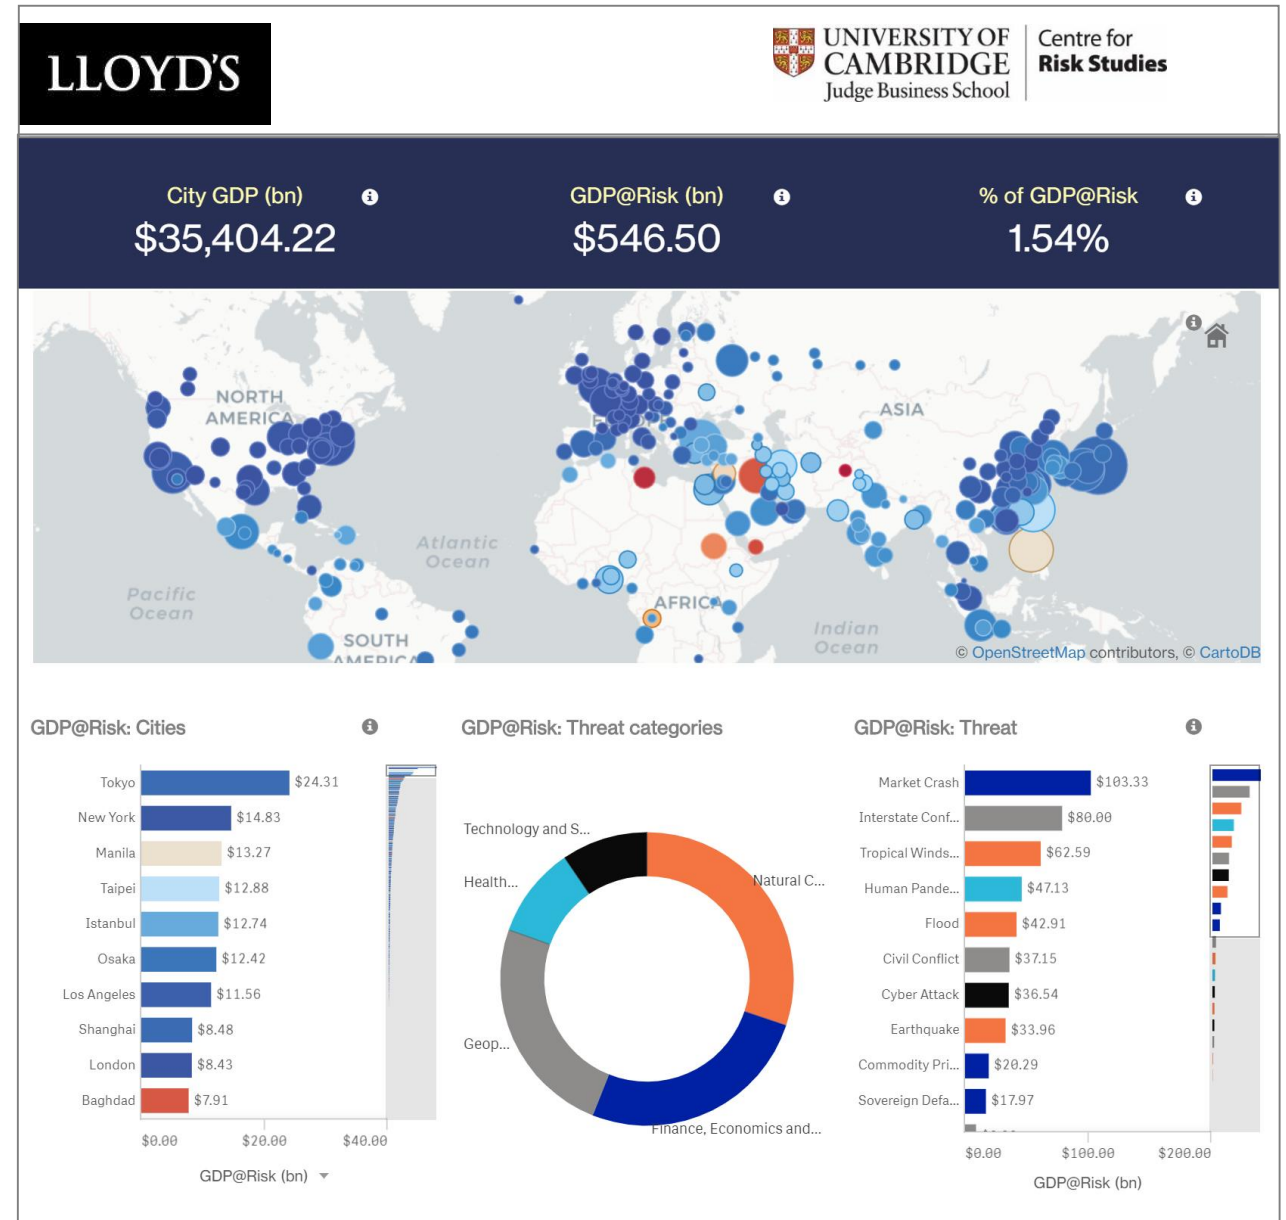 LLOYD'S
UNIVERSITY OF
CAMBRIDGE
Judge Business School
Centre for
Risk Studies
City GDP (bn)
$35,404.22
GDP@Risk (bn)
$546.50
% of GDP@Risk
1.54%
NORTH
AMERICA
ASIA
Atlantic
Ocean
Pacific
Ocean
AFRICA
SOUTH
AMERICA
Indian
Ocean
© OpenStreetMap contributors, © CartoDB
GDP@Risk: Cities
Tokyo $24.31
New York $14.83
Manila $13.27
Taipei $12.88
Istanbul $12.74
Osaka $12.42
Los Angeles $11.56
Shanghai $8.48
London $8.43
Baghdad $7.91
$0.00 $20.00 $40.00
GDP@Risk (bn)
GDP@Risk: Threat categories
Technology and S...
Health...
Natural C...
Geop...
Finance, Economics and...
GDP@Risk: Threat
Market Crash $103.33
Interstate Conf... $80.00
Tropical Winds... $62.59
Human Pande... $47.13
Flood $42.91
Civil Conflict $37.15
Cyber Attack $36.54
Earthquake $33.96
Commodity Pri... $20.29
Sovereign Defa... $17.97
$0.00 $100.00 $200.00
GDP@Risk (bn)